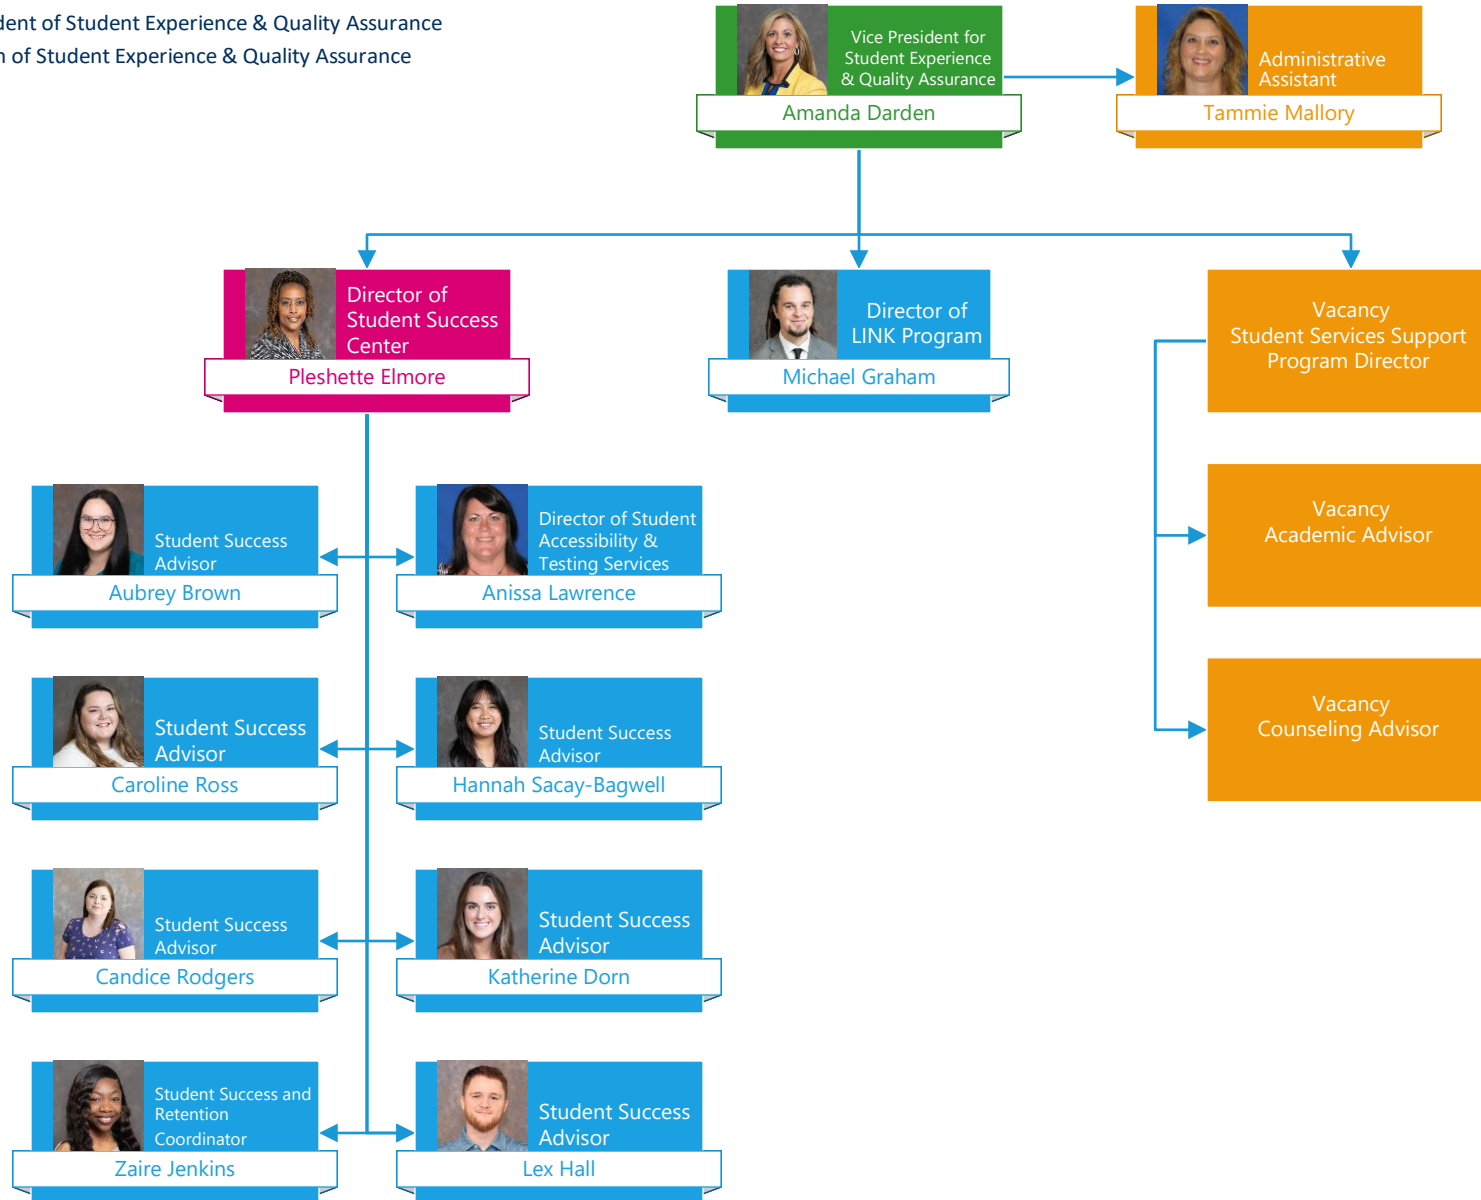 of Student Experience & Quality Assurance
of Student Experience & Quality Assurance
Vice President for
Student Experience
& Quality Assurance
Amanda Darden
Administrative
Assistant
Tammie Mallory
Director of
Student Success
Center
Pleshette Elmore
Director of
LINK Program
Michael Graham
Vacancy
Student Services Support
Program Director
Student Success
Advisor
Aubrey Brown
Director of Student
Accessibility &
Testing Services
Anissa Lawrence
Vacancy
Academic Advisor
Student Success
Advisor
Caroline Ross
Student Success
Advisor
Hannah Sacay-Bagwell
Vacancy
Counseling Advisor
Student Success
Advisor
Candice Rodgers
Student Success
Advisor
Katherine Dorn
Student Success and
Retention
Coordinator
Zaire Jenkins
Student Success
Advisor
Lex Hall